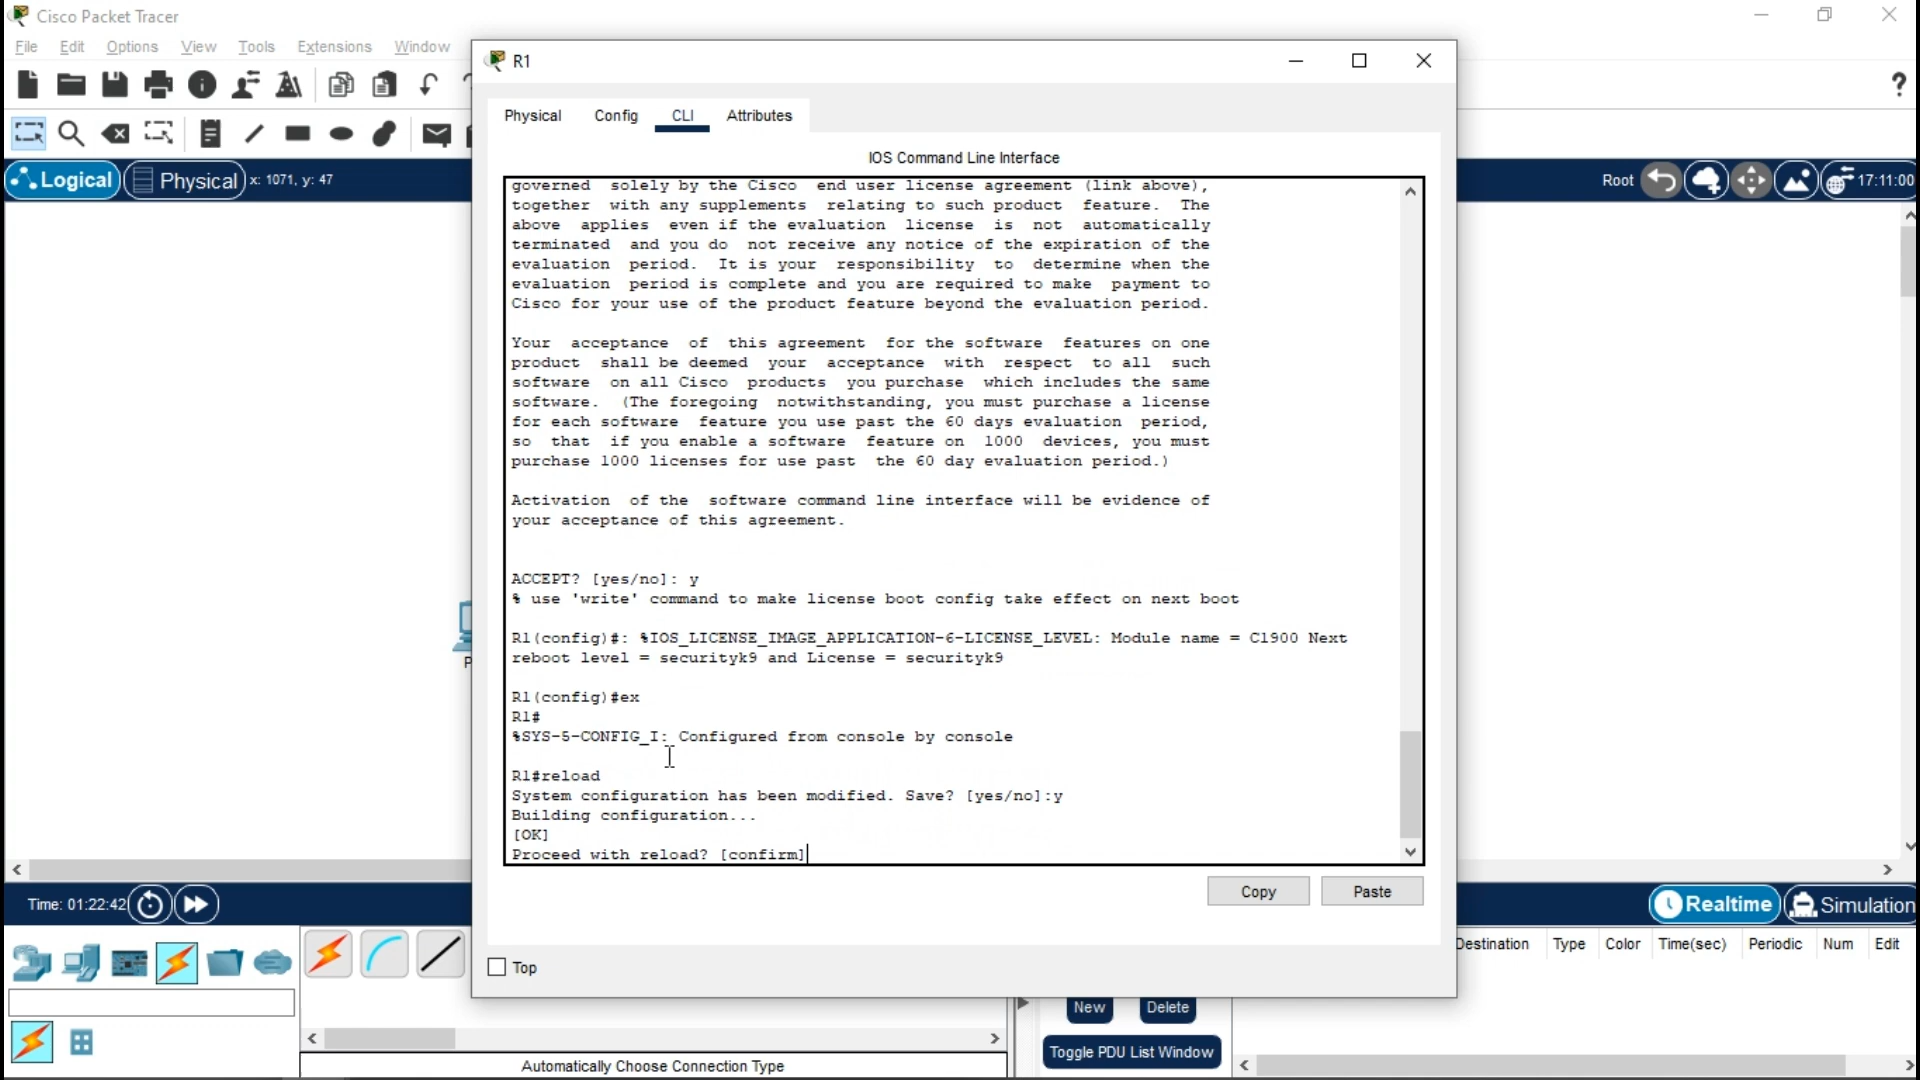 Cisco Packet Tracer
File Edit Options View Tools Extensions Window
R1
Physical Config CLI Attributes
IOS Command Line Interface
Logical Physical x: 1071, y: 47
Root 17:11:00
governed solely by the Cisco end user license agreement (link above),
together with any supplements relating to such product feature. The
above applies even if the evaluation license is not automatically
terminated and you do not receive any notice of the expiration of the
evaluation period. It is your responsibility to determine when the
evaluation period is complete and you are required to make payment to
Cisco for your use of the product feature beyond the evaluation period.
Your acceptance of this agreement for the software features on one
product shall be deemed your acceptance with respect to all such
software on all Cisco products you purchase which includes the same
software. (The foregoing notwithstanding, you must purchase a license
for each software feature you use past the 60 days evaluation period,
so that if you enable a software feature on 1000 devices, you must
purchase 1000 licenses for use past the 60 day evaluation period.)
Activation of the software command line interface will be evidence of
your acceptance of this agreement.
ACCEPT? [yes/no]: y
% use 'write' command to make license boot config take effect on next boot
R1(config)#: %IOS_LICENSE_IMAGE_APPLICATION-6-LICENSE_LEVEL: Module name = C1900 Next
reboot level = securityk9 and License = securityk9
R1(config)#ex
R1#
%SYS-5-CONFIG_I: Configured from console by console
R1#reload
System configuration has been modified. Save? [yes/no]:y
Building configuration...
[OK]
Proceed with reload? [confirm]
Copy Paste
Top
Time: 01:22:42
Realtime Simulation
Destination Type Color Time(sec) Periodic Num Edit
New Delete
Toggle PDU List Window
Automatically Choose Connection Type